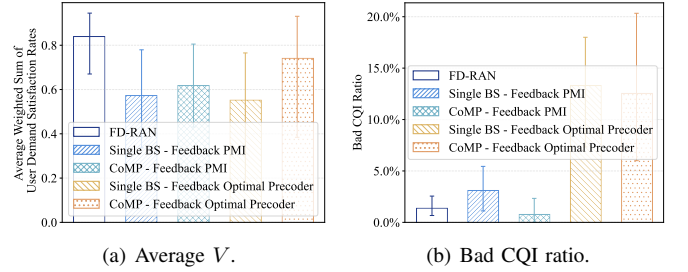 Average Weighted Sum of
User Demand Satisfaction Rates
0.8
0.6
0.4
0.2
0.0
FD-RAN
Single BS - Feedback PMI
CoMP - Feedback PMI
Single BS - Feedback Optimal Precoder
CoMP - Feedback Optimal Precoder
(a) Average V.
Bad CQI Ratio
20.0%
15.0%
10.0%
5.0%
0.0%
FD-RAN
Single BS - Feedback PMI
CoMP - Feedback PMI
Single BS - Feedback Optimal Precoder
CoMP - Feedback Optimal Precoder
(b) Bad CQI ratio.